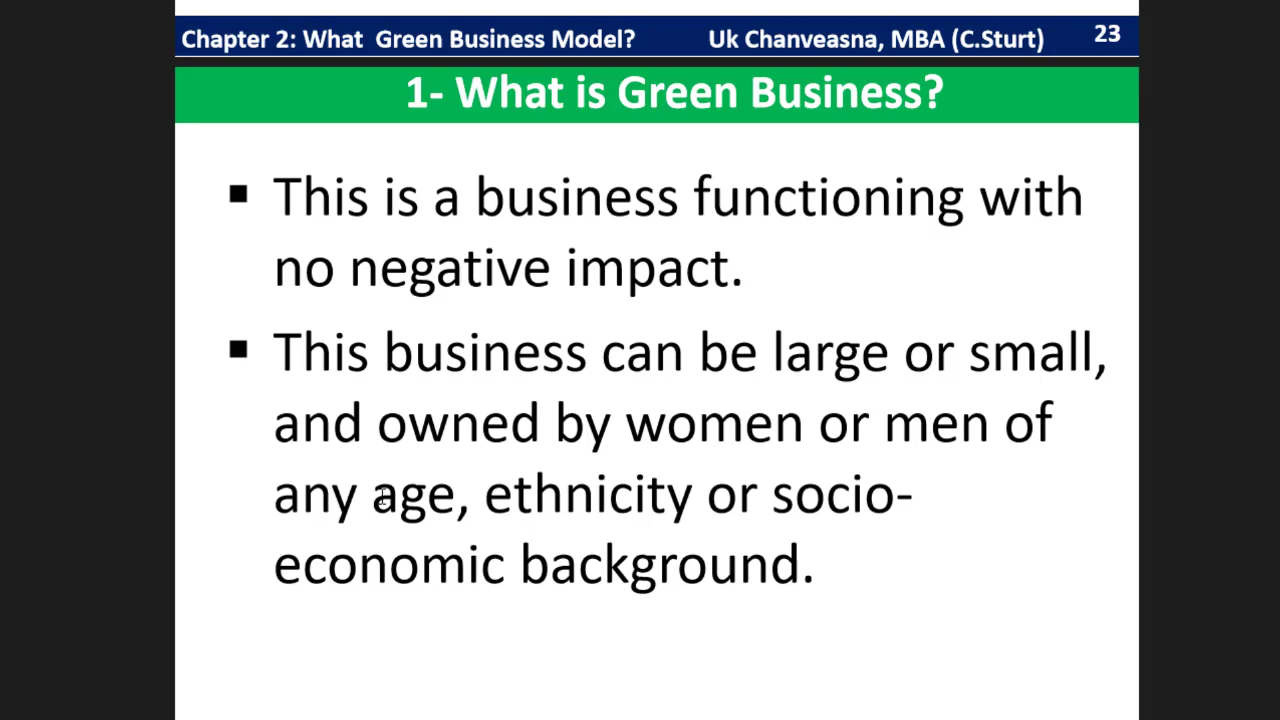 Chapter 2: What  Green Business Model? Uk Chanveasna, MBA (C.Sturt) 23
1- What is Green Business?
▪ This is a business functioning with
no negative impact.
▪ This business can be large or small,
and owned by women or men of
any age, ethnicity or socio-
economic background.